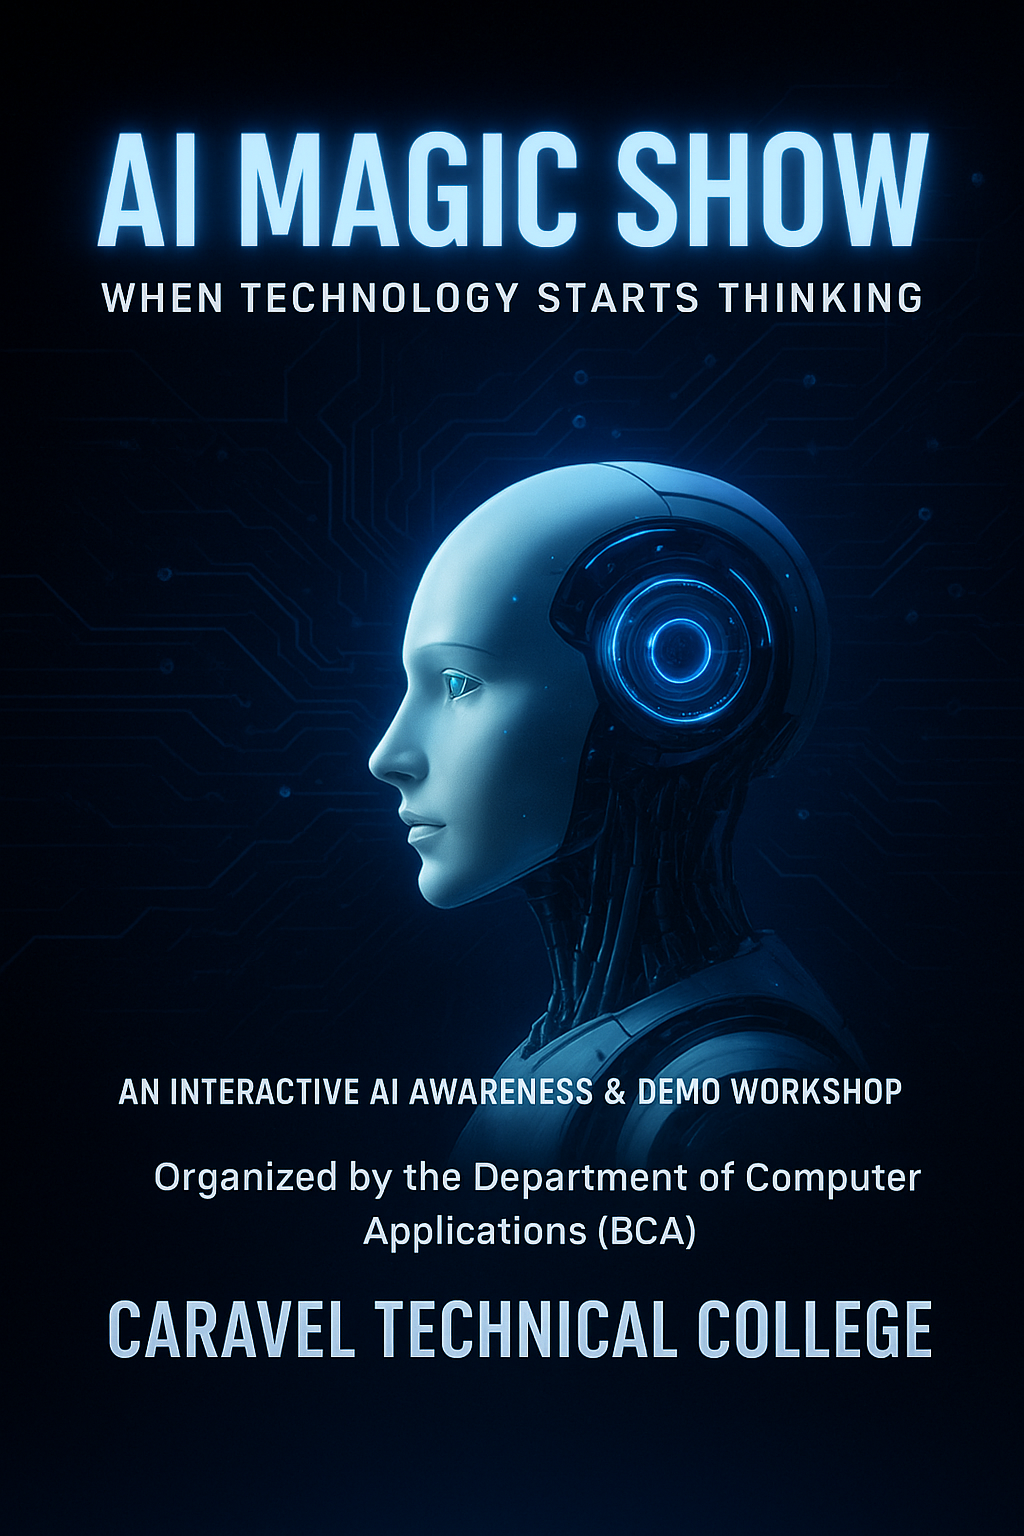 AI MAGIC SHOW
WHEN TECHNOLOGY STARTS THINKING
AN INTERACTIVE AI AWARENESS & DEMO WORKSHOP
Organized by the Department of Computer
Applications (BCA)
CARAVEL TECHNICAL COLLEGE